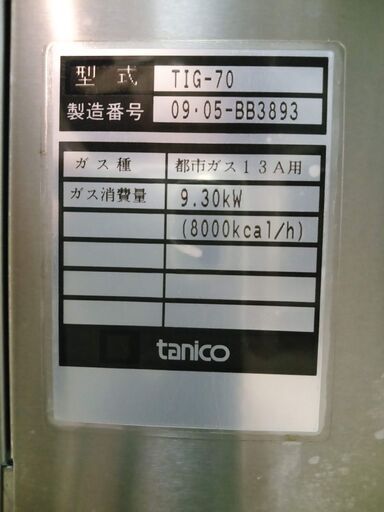 型式 TIG-70
製造番号 09・05-BB3893
ガス種 都市ガス13A用
ガス消費量 9.30kW
(8000kcal/h)
tanico